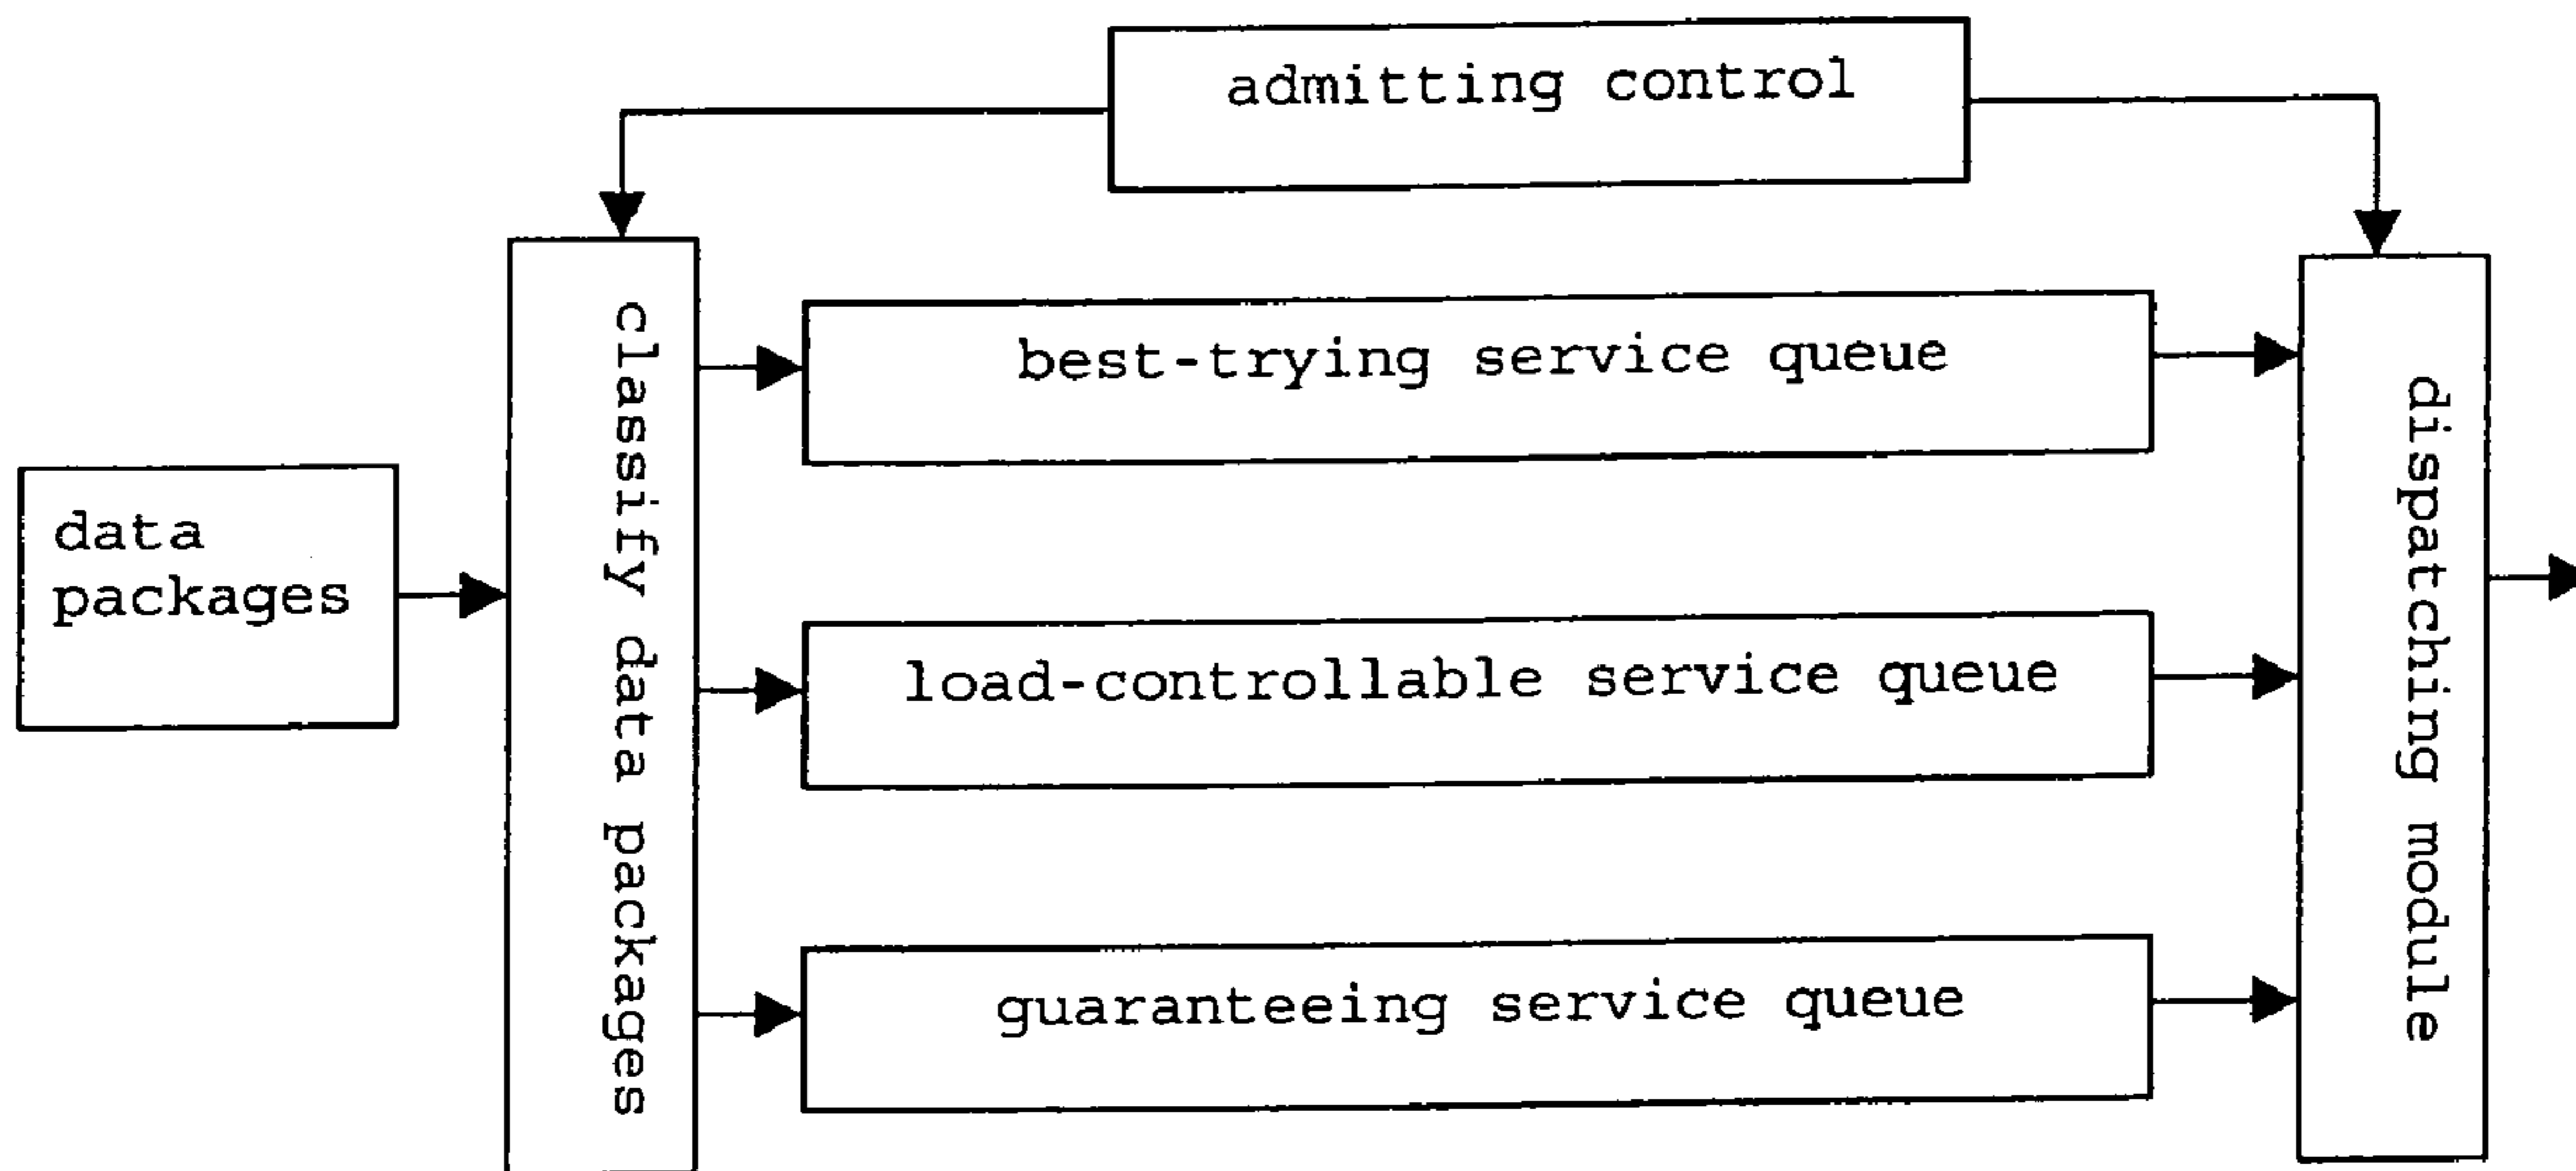 admitting control
data
packages
classify data packages
best-trying service queue
load-controllable service queue
guaranteeing service queue
dispatching module